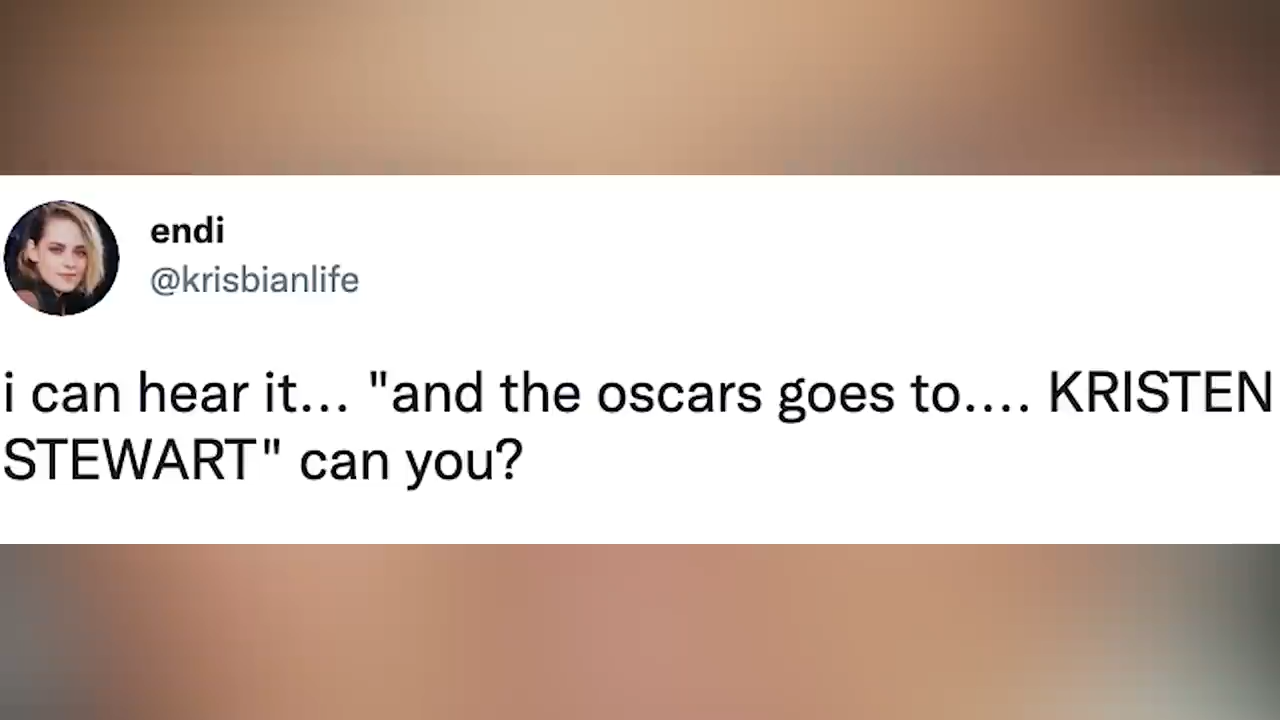 endi
@krisbianlife
i can hear it... "and the oscars goes to.... KRISTEN
STEWART" can you?